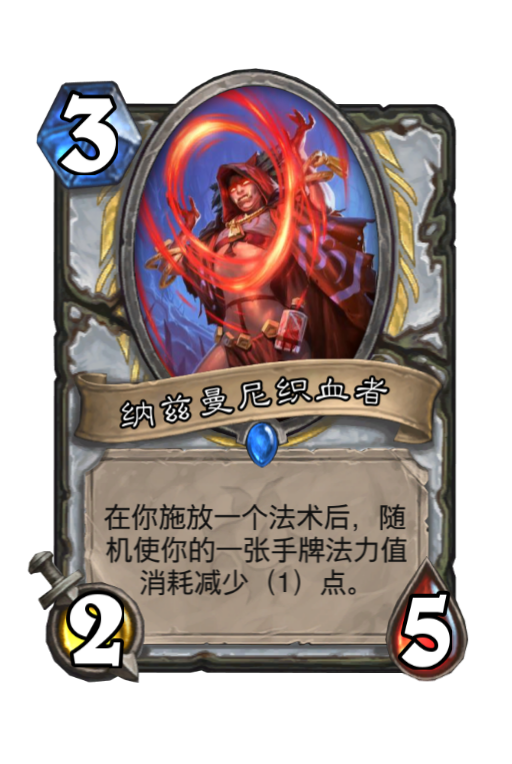 3
纳兹曼尼织血者
在你施放一个法术后，随
机使你的一张手牌法力值
消耗减少（1）点。
2
5